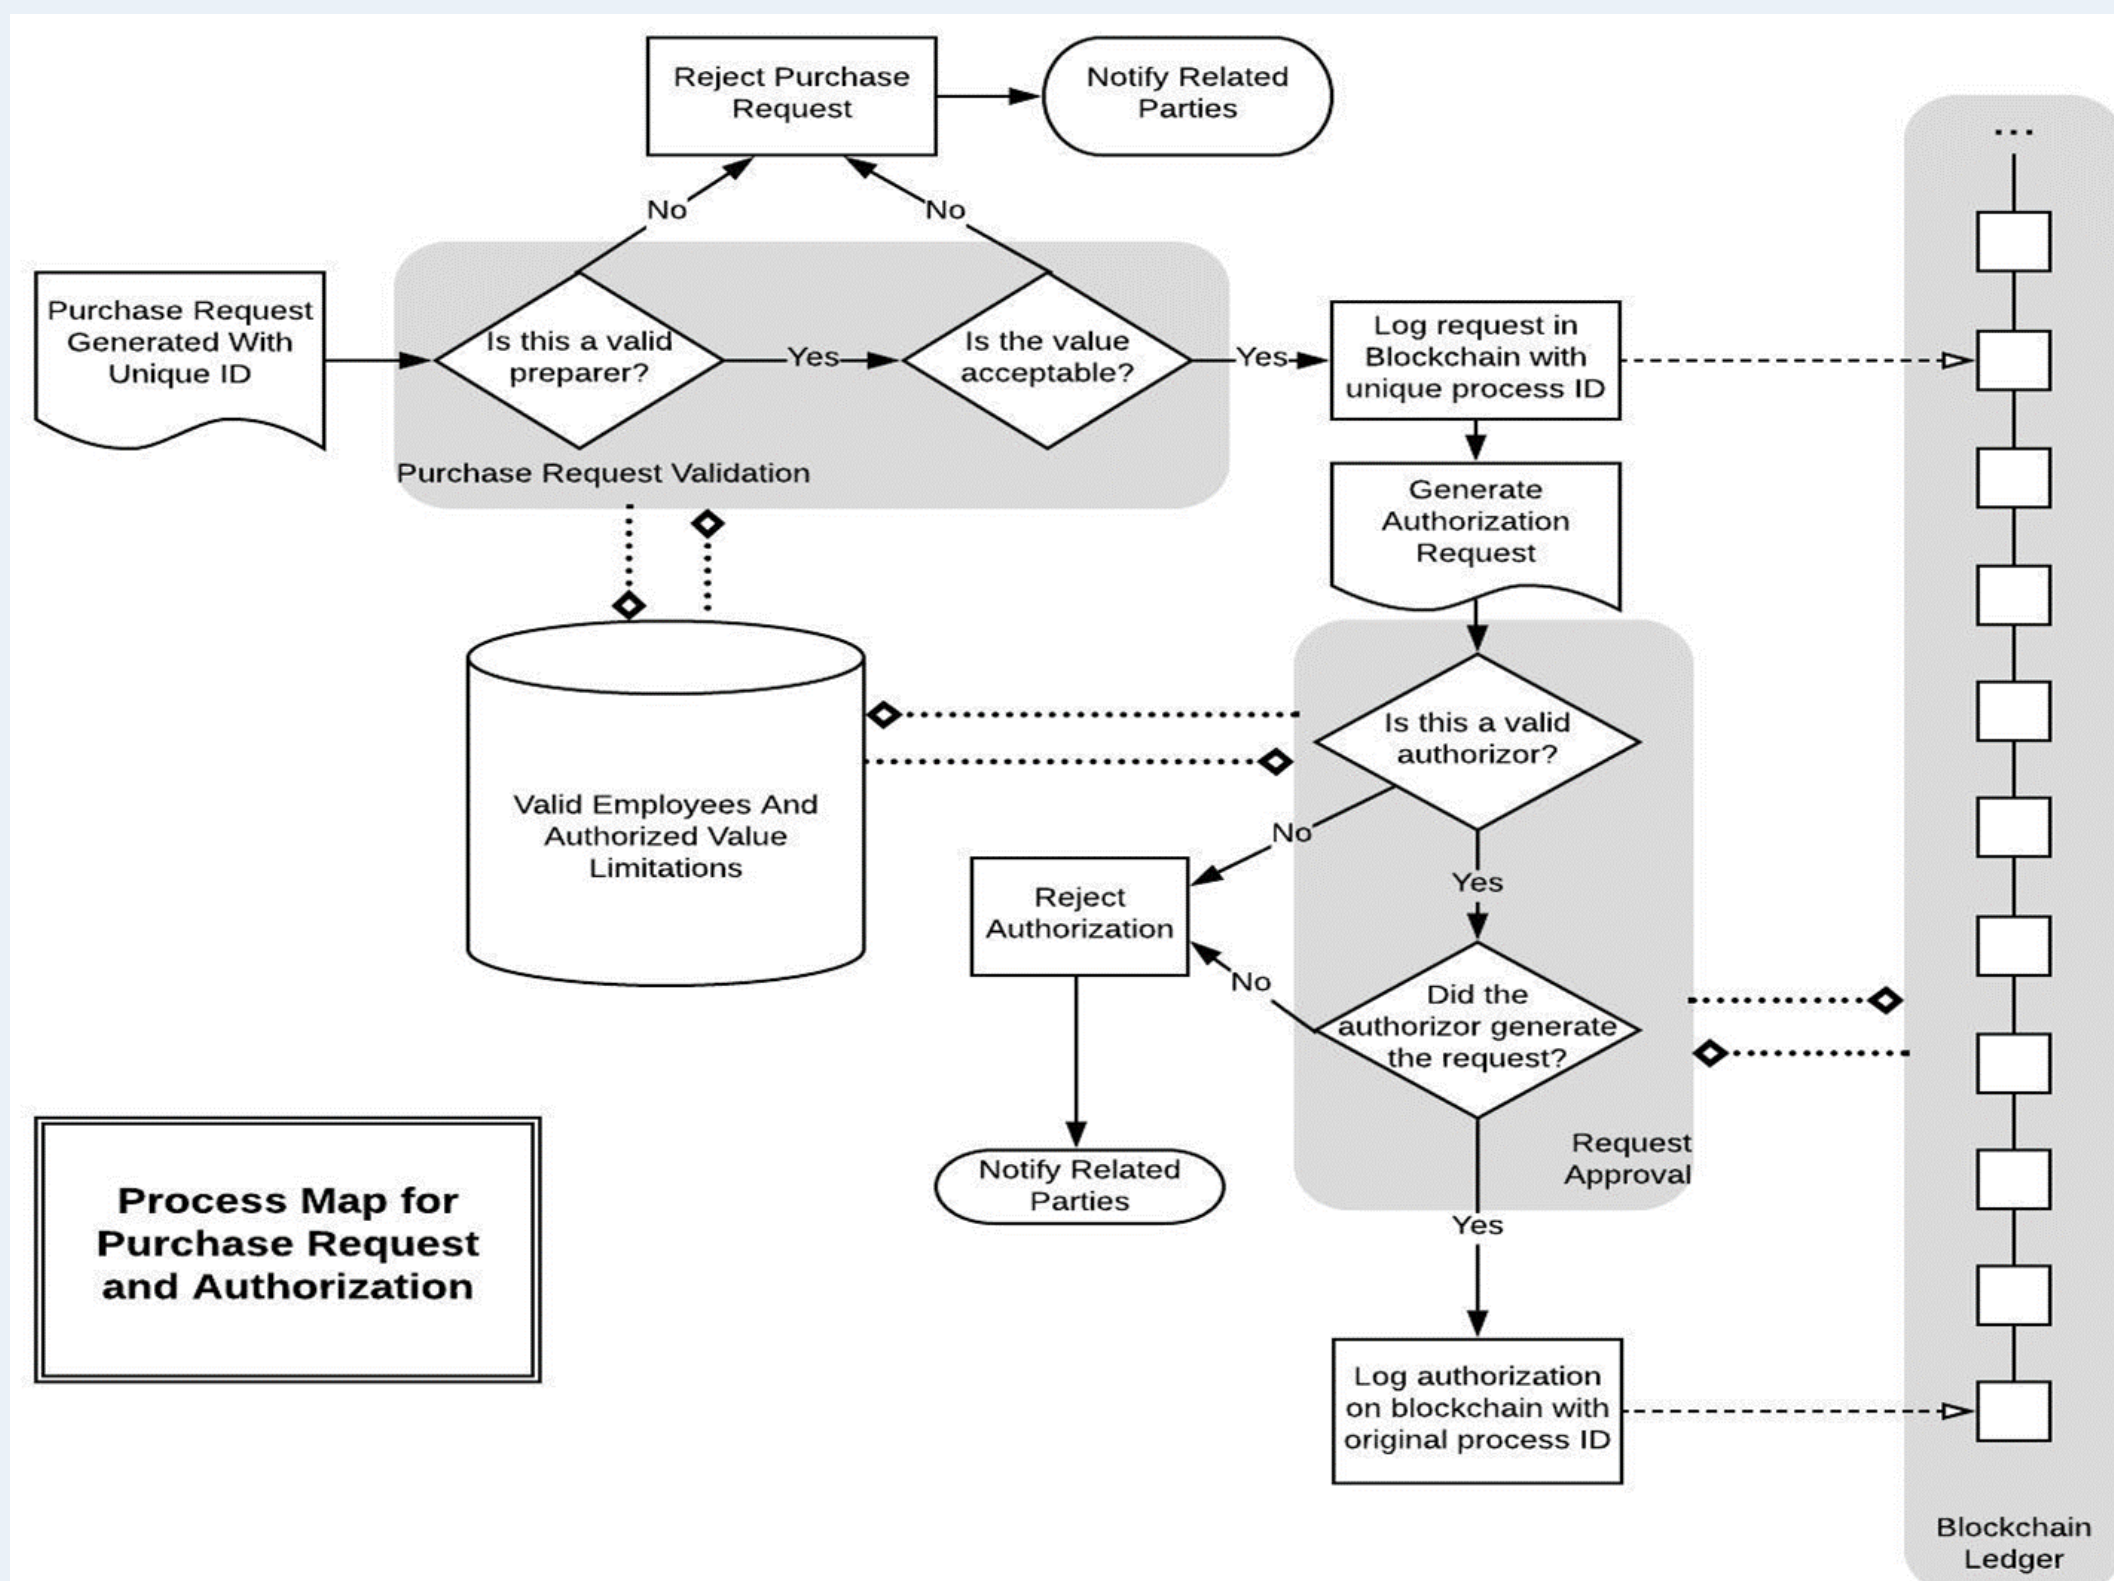 Reject Purchase
Request
Notify Related
Parties
...
No
No
Purchase Request
Generated With
Unique ID
Is this a valid
preparer?
Yes
Is the value
acceptable?
Yes
Log request in
Blockchain with
unique process ID
Purchase Request Validation
Generate
Authorization
Request
Is this a valid
authorizor?
Valid Employees And
Authorized Value
Limitations
No
Yes
Reject
Authorization
No
Did the
authorizor generate
the request?
Request
Approval
Notify Related
Parties
Yes
Process Map for
Purchase Request
and Authorization
Log authorization
on blockchain with
original process ID
Blockchain
Ledger